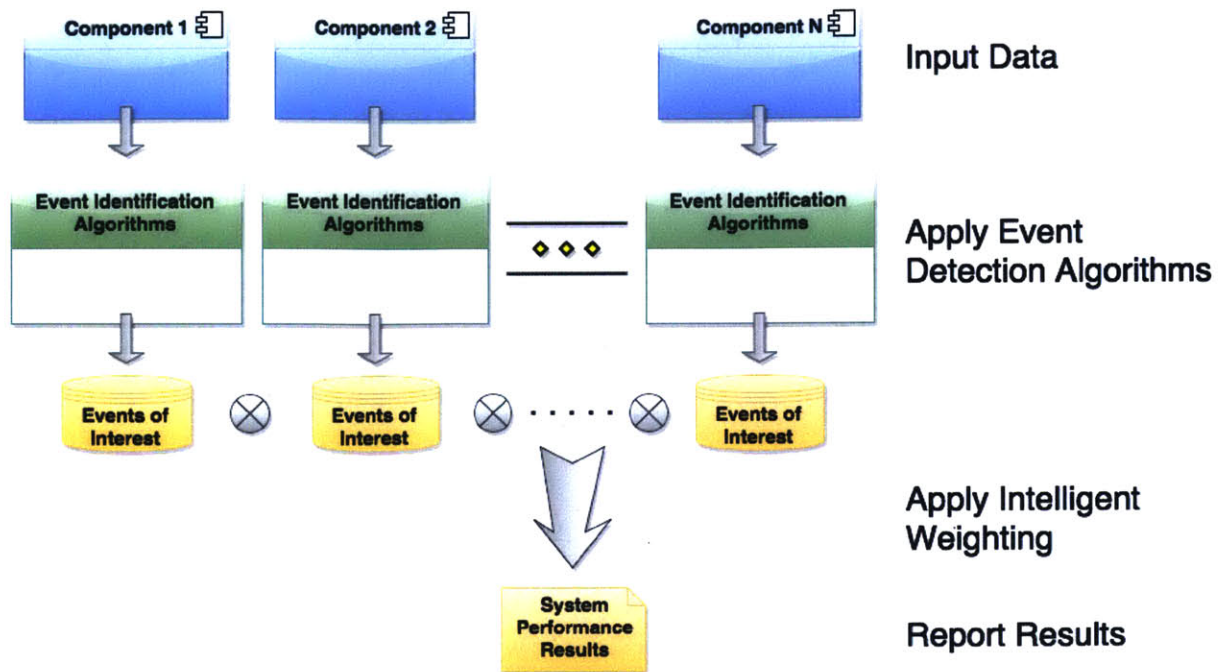 Component 1
Component 2
Component N
Input Data
Event Identification
Algorithms
Event Identification
Algorithms
Event Identification
Algorithms
Apply Event
Detection Algorithms
Events of
Interest
Events of
Interest
Events of
Interest
Apply Intelligent
Weighting
System
Performance
Results
Report Results